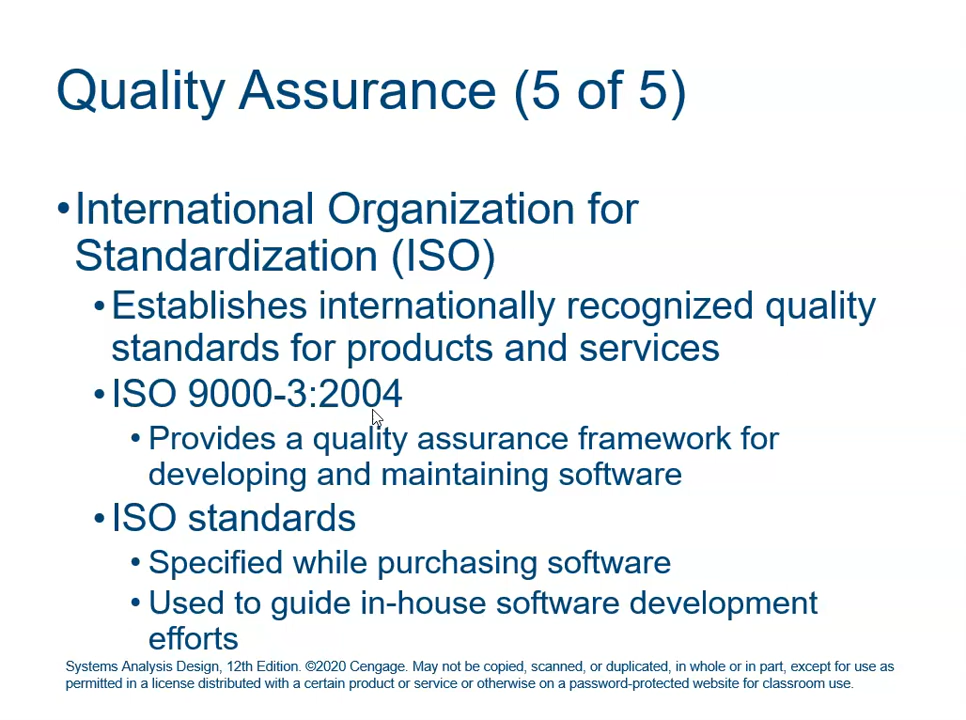 Quality Assurance (5 of 5)
•International Organization for
Standardization (ISO)
•Establishes internationally recognized quality
standards for products and services
•ISO 9000-3:2004
•Provides a quality assurance framework for
developing and maintaining software
•ISO standards
•Specified while purchasing software
•Used to guide in-house software development
efforts
Systems Analysis Design, 12th Edition. ©2020 Cengage. May not be copied, scanned, or duplicated, in whole or in part, except for use as
permitted in a license distributed with a certain product or service or otherwise on a password-protected website for classroom use.